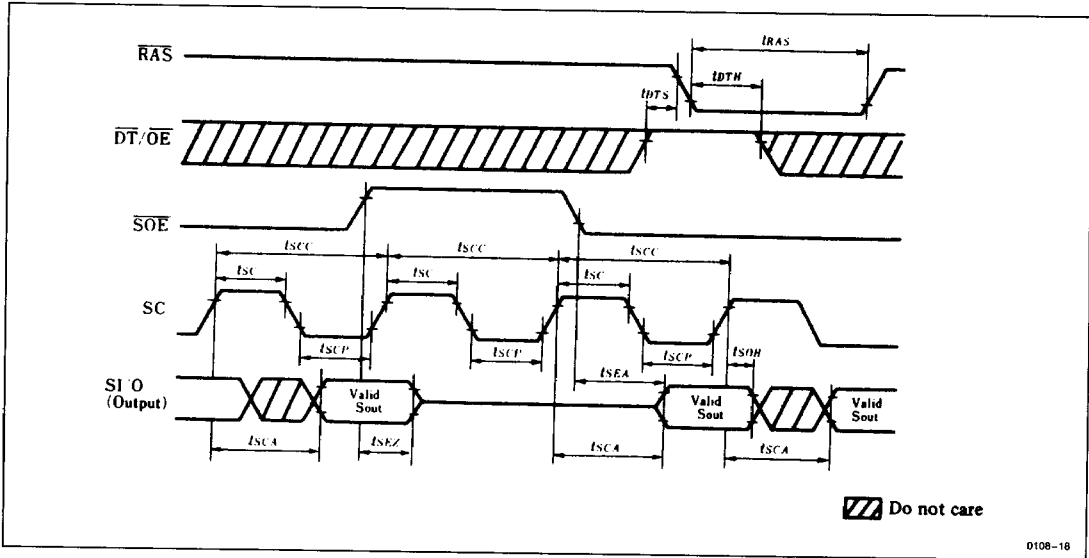 tRAS
RAS
tDTH
tDTS
DT/OE
SOE
tSCC tSCC tSCC
tSC tSC tSC
SC
tSCP tSCP tSCP tSOH
tSEA
SI/O
(Output)
Valid
Sout
Valid
Sout
Valid
Sout
tSCA tSEZ tSCA tSCA
Do not care
0108-18